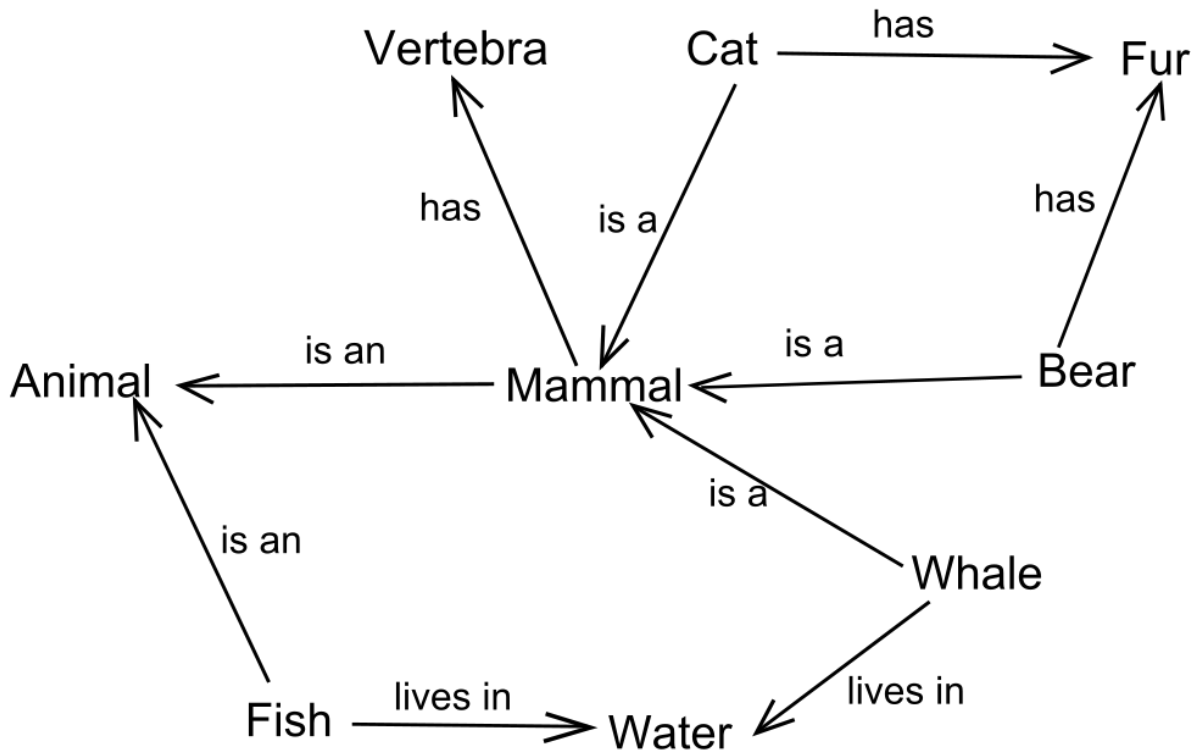 Vertebra
Cat
has
Fur
has
is a
has
Animal
is an
Mammal
is a
Bear
is a
is an
Whale
Fish
lives in
Water
lives in